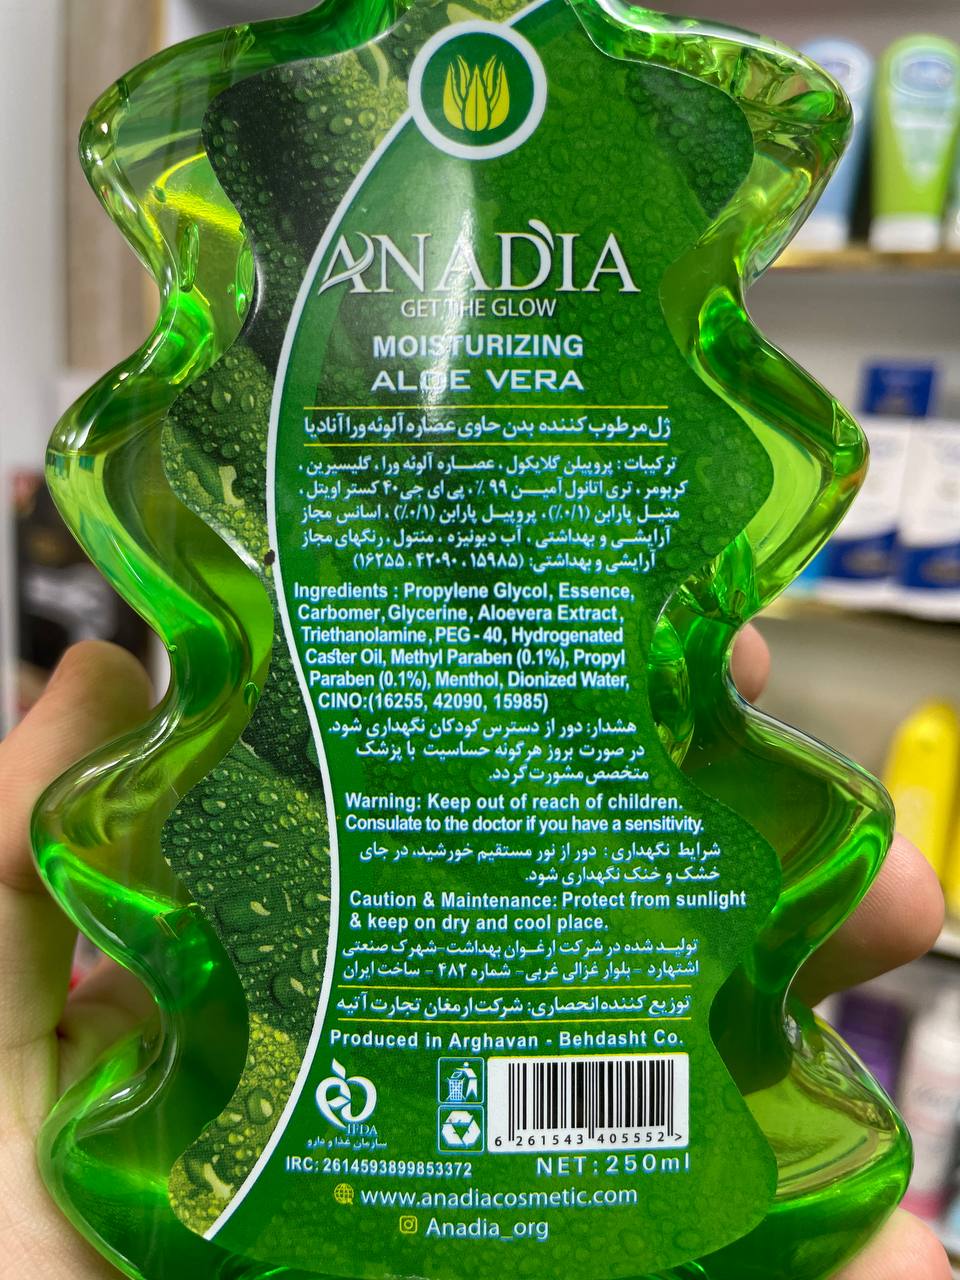 ANADIA
GET THE GLOW
MOISTURIZING
ALOE VERA
ژل مرطوب کننده بدن حاوی عصاره آلوئه ورا آنادیا
ترکیبات : پروپیلن گلایکول ، عصـاره آلوئه ورا ، گلیسیرین ،
کربومر ، تری اتانول آمیـن ۹۹ ٪ ، پی ای جی ۴۰ کستر اویتل ،
متیـل پارابن (۰/۱٪) ، پروپیـل پارابن (۰/۱٪) ، اسانس مجاز
آرایشـی و بهداشتی ، آب دیونیزه ، منتول ، رنگهای مجاز
آرایشی و بهداشتی: (۱۵۹۸۵ ، ۴۲۰۹۰ ، ۱۶۲۵۵)
Ingredients : Propylene Glycol, Essence,
Carbomer, Glycerine, Aloevera Extract,
Triethanolamine, PEG - 40, Hydrogenated
Caster Oil, Methyl Paraben (0.1%), Propyl
Paraben (0.1%), Menthol, Dionized Water,
CINO:(16255, 42090, 15985)
هشدار: دور از دسترس کودکان نگهداری شود.
در صورت بروز هرگونه حساسیت با پزشک
متخصص مشورت گردد.
Warning: Keep out of reach of children.
Consulate to the doctor if you have a sensitivity.
شرایط نگهداری : دور از نور مستقیم خورشید، در جای
خشک و خنک نگهداری شود.
Caution & Maintenance: Protect from sunlight
& keep on dry and cool place.
تولیـد شده در شرکت ارغـوان بهداشت-شهرک صنعتی
اشتهارد - بلوار غزالی غربی- شماره ۴۸۲ - ساخت ایران
توزیع کننده انحصاری: شرکت ارمغان تجارت آتیه
Produced in Arghavan - Behdasht Co.
IFDA
سازمان غذا و دارو
6 261543 405552 >
IRC: 2614593899853372
NET: 250ml
www.anadiacosmetic.com
Anadia_org